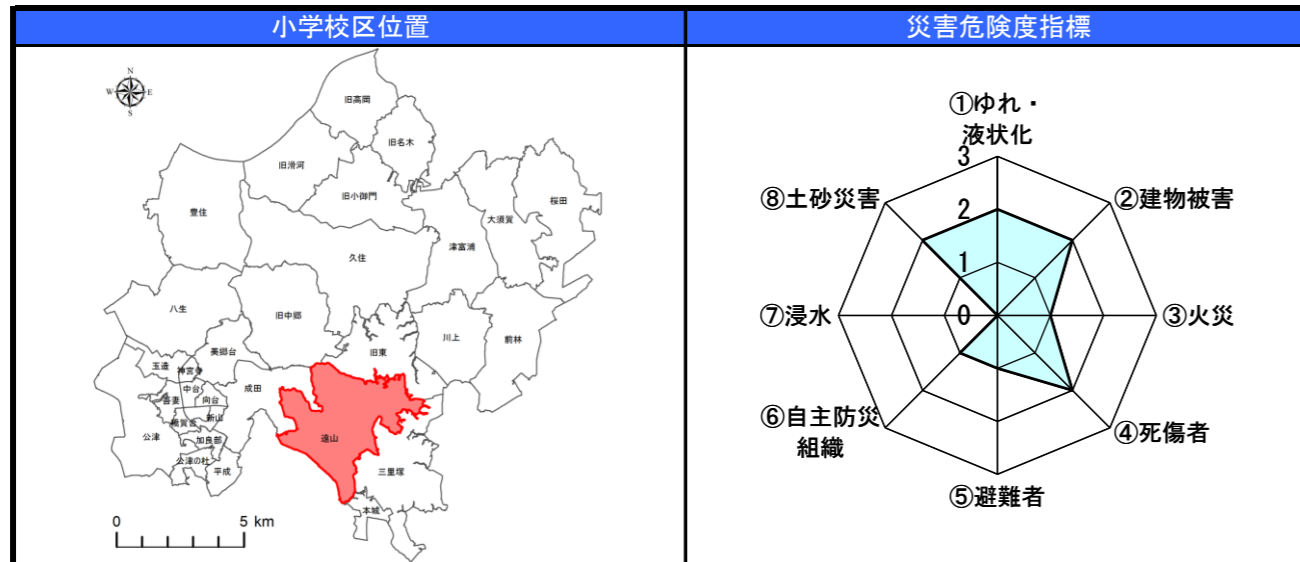 小学校区位置
災害危険度指標
N
W
E
S
旧高岡
旧名木
旧滑河
旧小御門
桜田
豊住
大須賀
津富浦
久住
八生
旧中郷
川上
前林
旧東
美郷台
玉造
神宮寺
成田
中台
吾妻
向台
新山
橋賀台
遠山
公津
加良部
公津の杜
平成
三里塚
本城
0
5 km
①ゆれ・
液状化
3
⑧土砂災害
②建物被害
2
1
⑦浸水
0
③火災
⑥自主防災
組織
④死傷者
⑤避難者